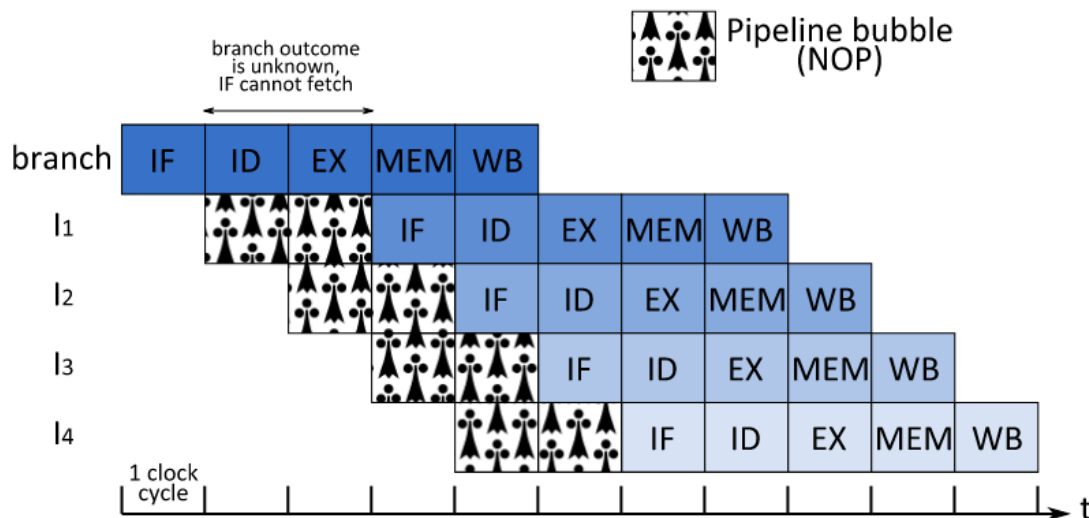 Pipeline bubble
(NOP)
branch outcome
is unknown,
IF cannot fetch
branch IF ID EX MEM WB
I1 IF ID EX MEM WB
I2 IF ID EX MEM WB
I3 IF ID EX MEM WB
I4 IF ID EX MEM WB
1 clock
cycle
t